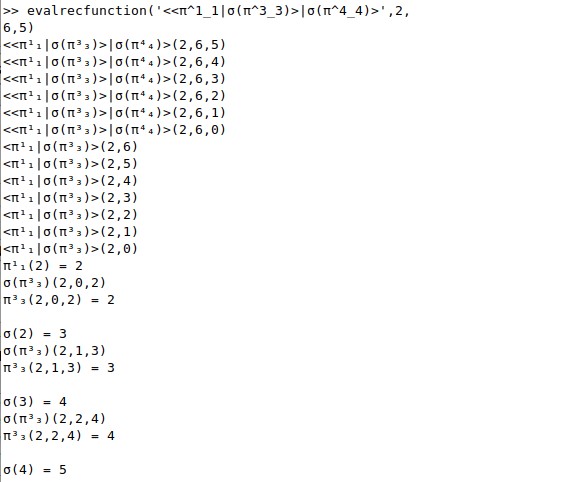 >> evalrecfunction('<<π^1_1|σ(π^3_3)>|σ(π^4_4)>',2,
6,5)
<<π¹₁|σ(π³₃)>|σ(π⁴₄)>(2,6,5)
<<π¹₁|σ(π³₃)>|σ(π⁴₄)>(2,6,4)
<<π¹₁|σ(π³₃)>|σ(π⁴₄)>(2,6,3)
<<π¹₁|σ(π³₃)>|σ(π⁴₄)>(2,6,2)
<<π¹₁|σ(π³₃)>|σ(π⁴₄)>(2,6,1)
<<π¹₁|σ(π³₃)>|σ(π⁴₄)>(2,6,0)
<π¹₁|σ(π³₃)>(2,6)
<π¹₁|σ(π³₃)>(2,5)
<π¹₁|σ(π³₃)>(2,4)
<π¹₁|σ(π³₃)>(2,3)
<π¹₁|σ(π³₃)>(2,2)
<π¹₁|σ(π³₃)>(2,1)
<π¹₁|σ(π³₃)>(2,0)
π¹₁(2) = 2
σ(π³₃)(2,0,2)
π³₃(2,0,2) = 2
σ(2) = 3
σ(π³₃)(2,1,3)
π³₃(2,1,3) = 3
σ(3) = 4
σ(π³₃)(2,2,4)
π³₃(2,2,4) = 4
σ(4) = 5